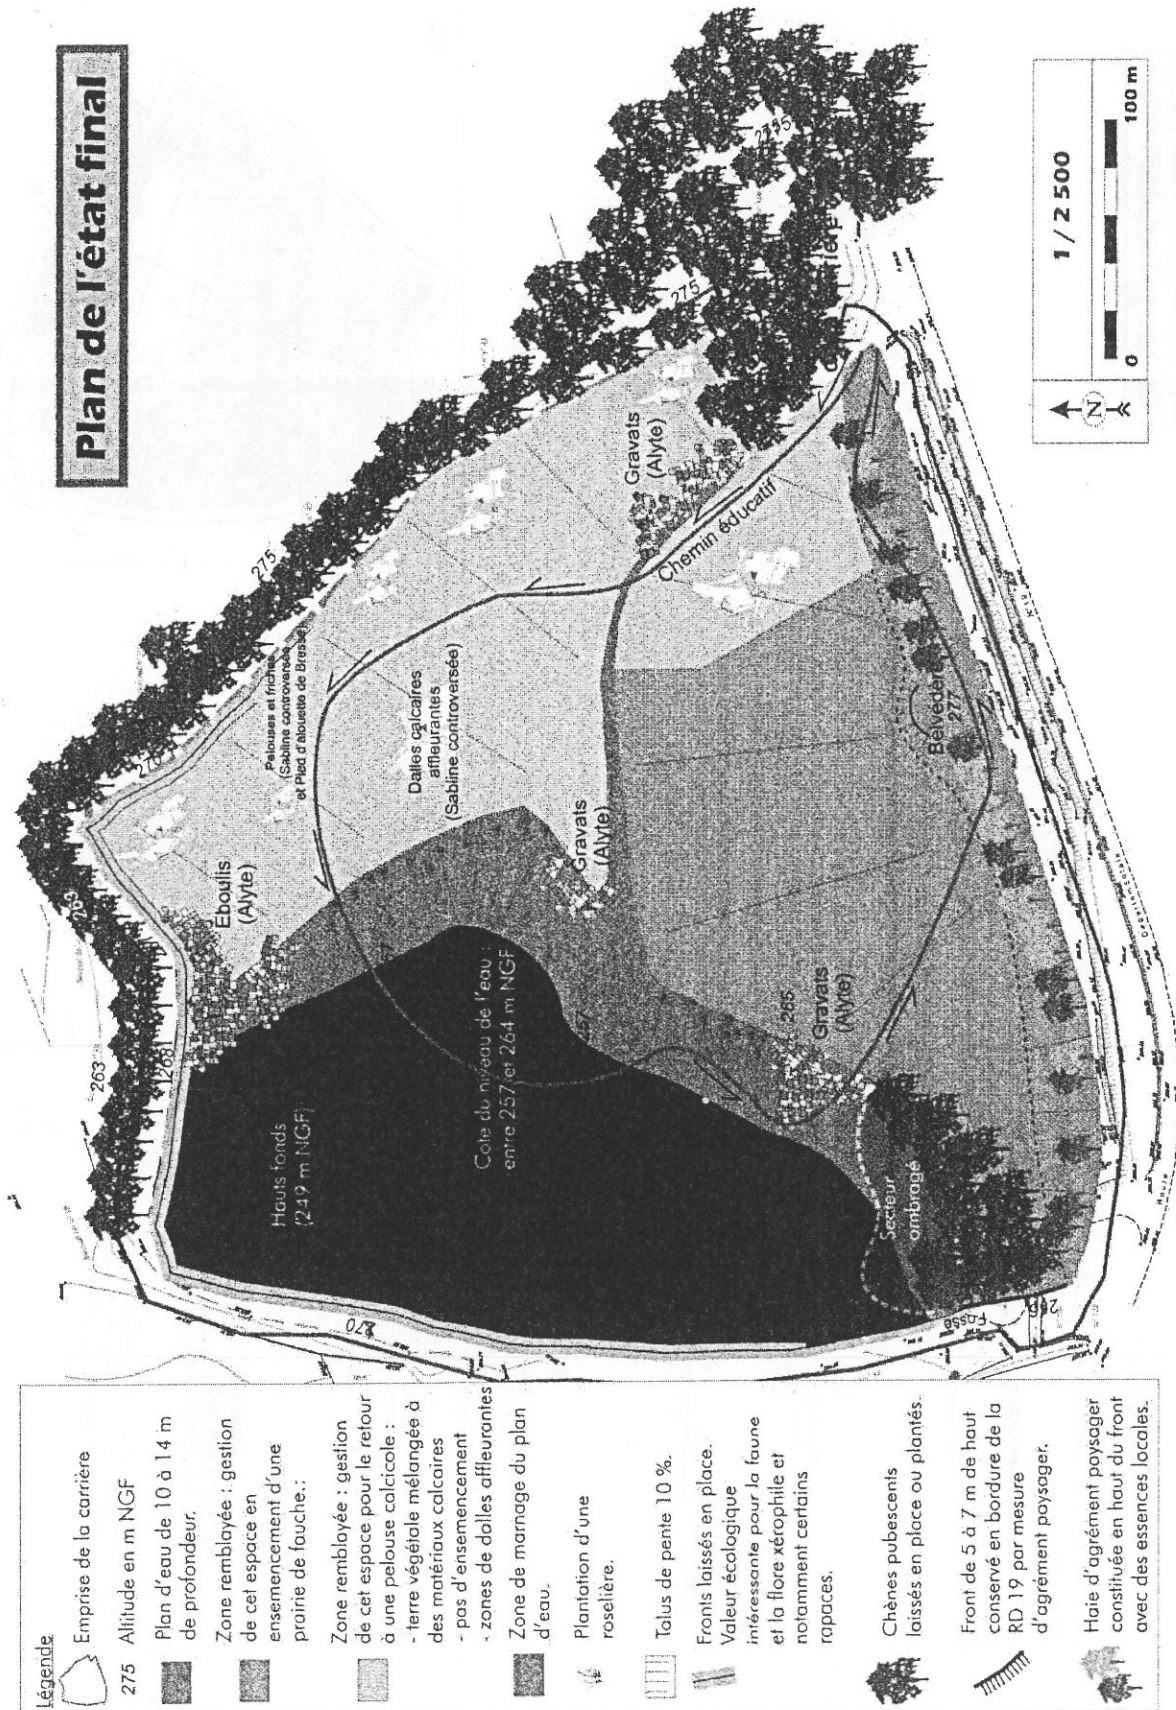 Plan de l'état final
275
275
275
270
263
268
270
Pelouses et friches
(Sabline controversée
et Pied d'alouette de Bresse)
Eboulis
(Alyte)
Dalles calcaires
affleurantes
(Sabline controversée)
Gravats
(Alyte)
Chemin éducatif
Gravats
(Alyte)
Hauts fonds
(249 m NGF)
Cote du niveau de l'eau :
entre 257 et 264 m NGF
257
265
Gravats
(Alyte)
Belvédère
277
Secteur
ombragé
Fossé
Départementale
1 / 2 500
N
0
100 m
Légende
Emprise de la carrière
275 Altitude en m NGF
Plan d'eau de 10 à 14 m
de profondeur.
Zone remblayée : gestion
de cet espace en
ensemencement d'une
prairie de fauche.:
Zone remblayée : gestion
de cet espace pour le retour
à une pelouse calcicole :
- terre végétale mélangée à
des matériaux calcaires
- pas d'ensemencement
- zones de dalles affleurantes
Zone de marnage du plan
d'eau.
Plantation d'une
roselière.
Talus de pente 10 %.
Fronts laissés en place.
Valeur écologique
intéressante pour la faune
et la flore xérophile et
notamment certains
rapaces.
Chênes pubescents
laissés en place ou plantés.
Front de 5 à 7 m de haut
conservé en bordure de la
RD 19 par mesure
d'agrément paysager.
Haie d'agrément paysager
constituée en haut du front
avec des essences locales.